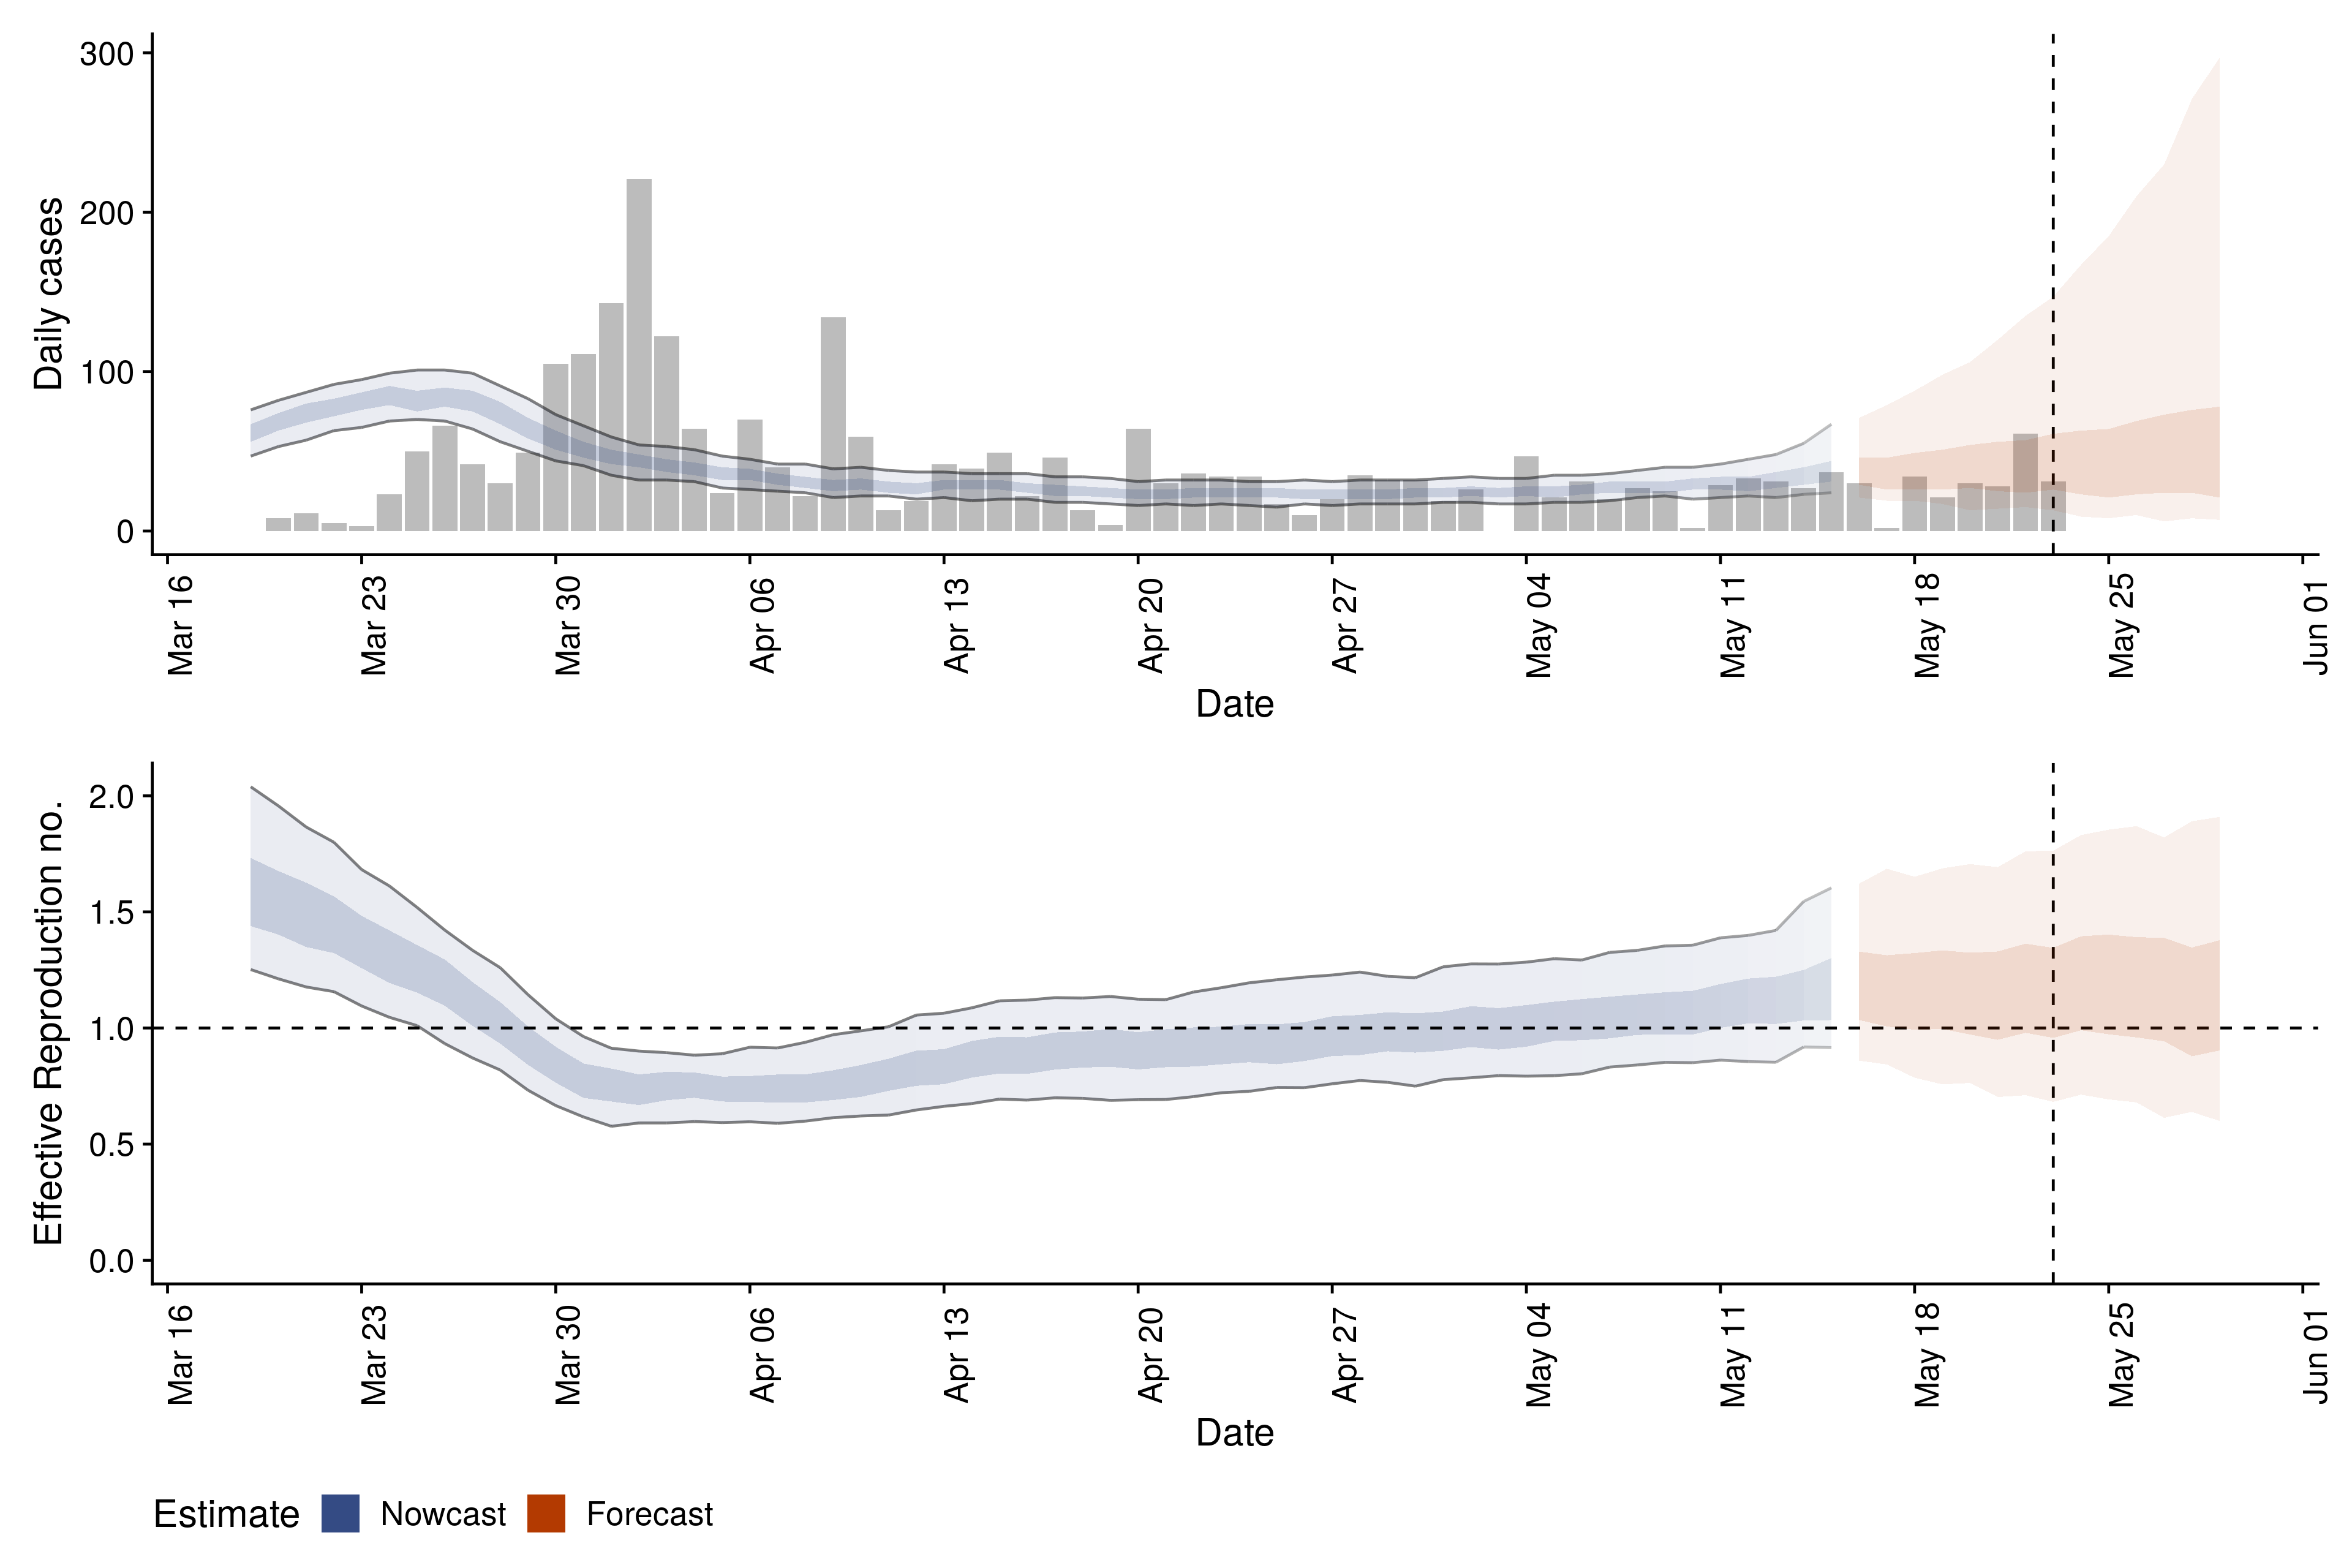 300
200
100
0
Daily cases
Mar 16
Mar 23
Mar 30
Apr 06
Apr 13
Apr 20
Apr 27
May 04
May 11
May 18
May 25
Jun 01
Date
2.0
1.5
1.0
0.5
0.0
Effective Reproduction no.
Mar 16
Mar 23
Mar 30
Apr 06
Apr 13
Apr 20
Apr 27
May 04
May 11
May 18
May 25
Jun 01
Date
Estimate Nowcast Forecast